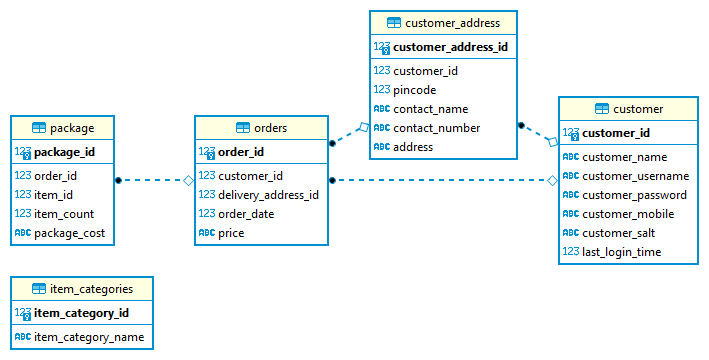 customer_address
123 customer_address_id
123 customer_id
123 pincode
ABC contact_name
ABC contact_number
ABC address
customer
123 customer_id
ABC customer_name
ABC customer_username
ABC customer_password
ABC customer_mobile
ABC customer_salt
123 last_login_time
package
123 package_id
123 order_id
123 item_id
123 item_count
ABC package_cost
orders
123 order_id
123 customer_id
123 delivery_address_id
123 order_date
ABC price
item_categories
123 item_category_id
ABC item_category_name